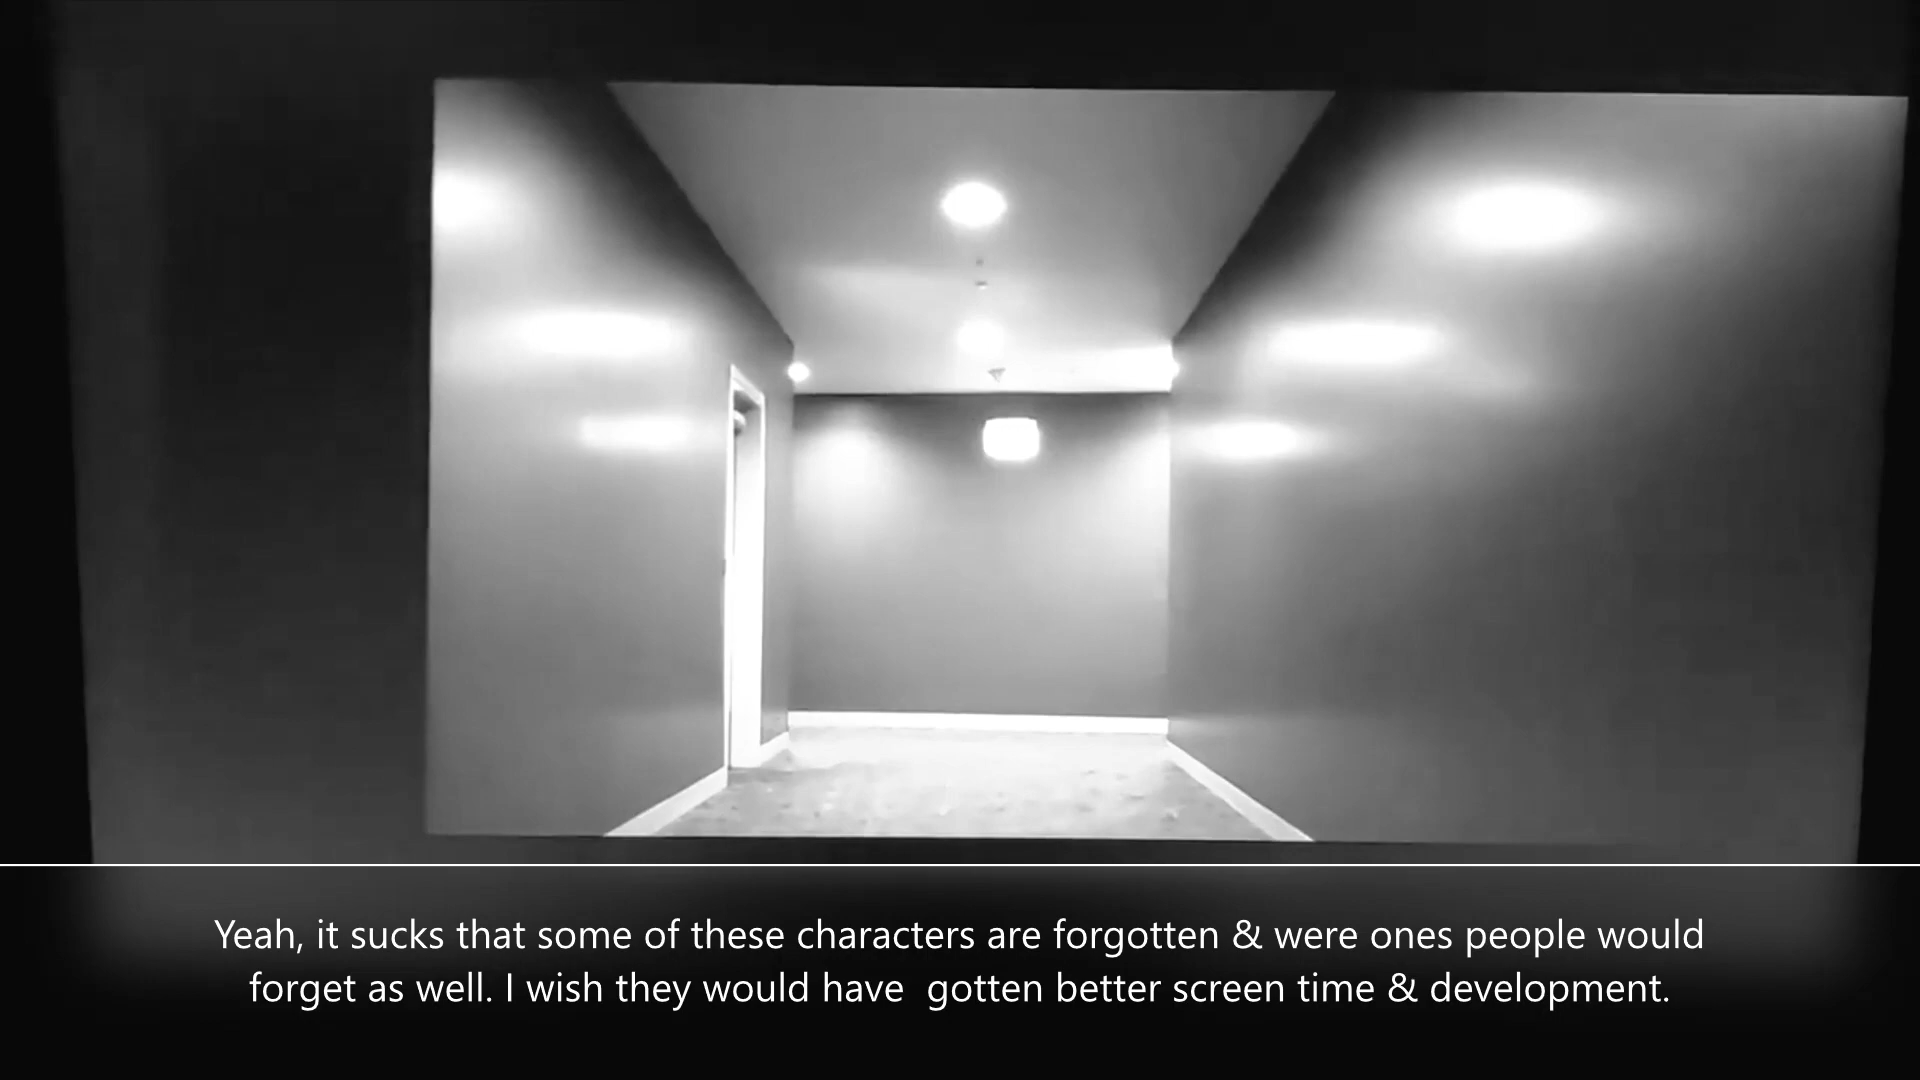 Yeah, it sucks that some of these characters are forgotten & were ones people would
forget as well. I wish they would have  gotten better screen time & development.